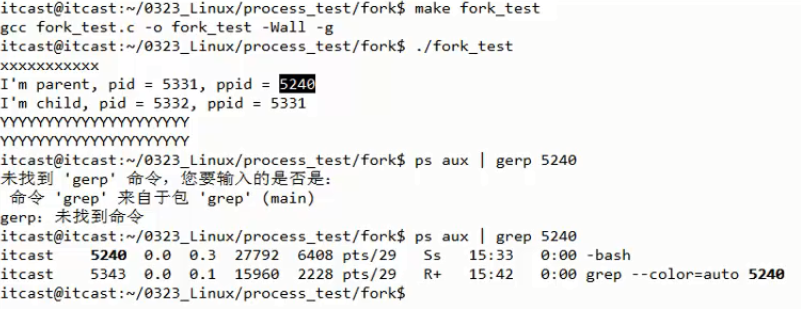 itcast@itcast:~/0323_Linux/process_test/fork$ make fork_test
gcc fork_test.c -o fork_test -Wall -g
itcast@itcast:~/0323_Linux/process_test/fork$ ./fork_test
xxxxxxxxxxx
I'm parent, pid = 5331, ppid = 5240
I'm child, pid = 5332, ppid = 5331
YYYYYYYYYYYYYYYYYYYYYY
YYYYYYYYYYYYYYYYYYYYYY
itcast@itcast:~/0323_Linux/process_test/fork$ ps aux | gerp 5240
未找到 'gerp' 命令，您要输入的是否是：
 命令 'grep' 来自于包 'grep' (main)
gerp：未找到命令
itcast@itcast:~/0323_Linux/process_test/fork$ ps aux | grep 5240
itcast    5240  0.0  0.3  27792  6408 pts/29   Ss   15:33   0:00 -bash
itcast    5343  0.0  0.1  15960  2228 pts/29   R+   15:42   0:00 grep --color=auto 5240
itcast@itcast:~/0323_Linux/process_test/fork$